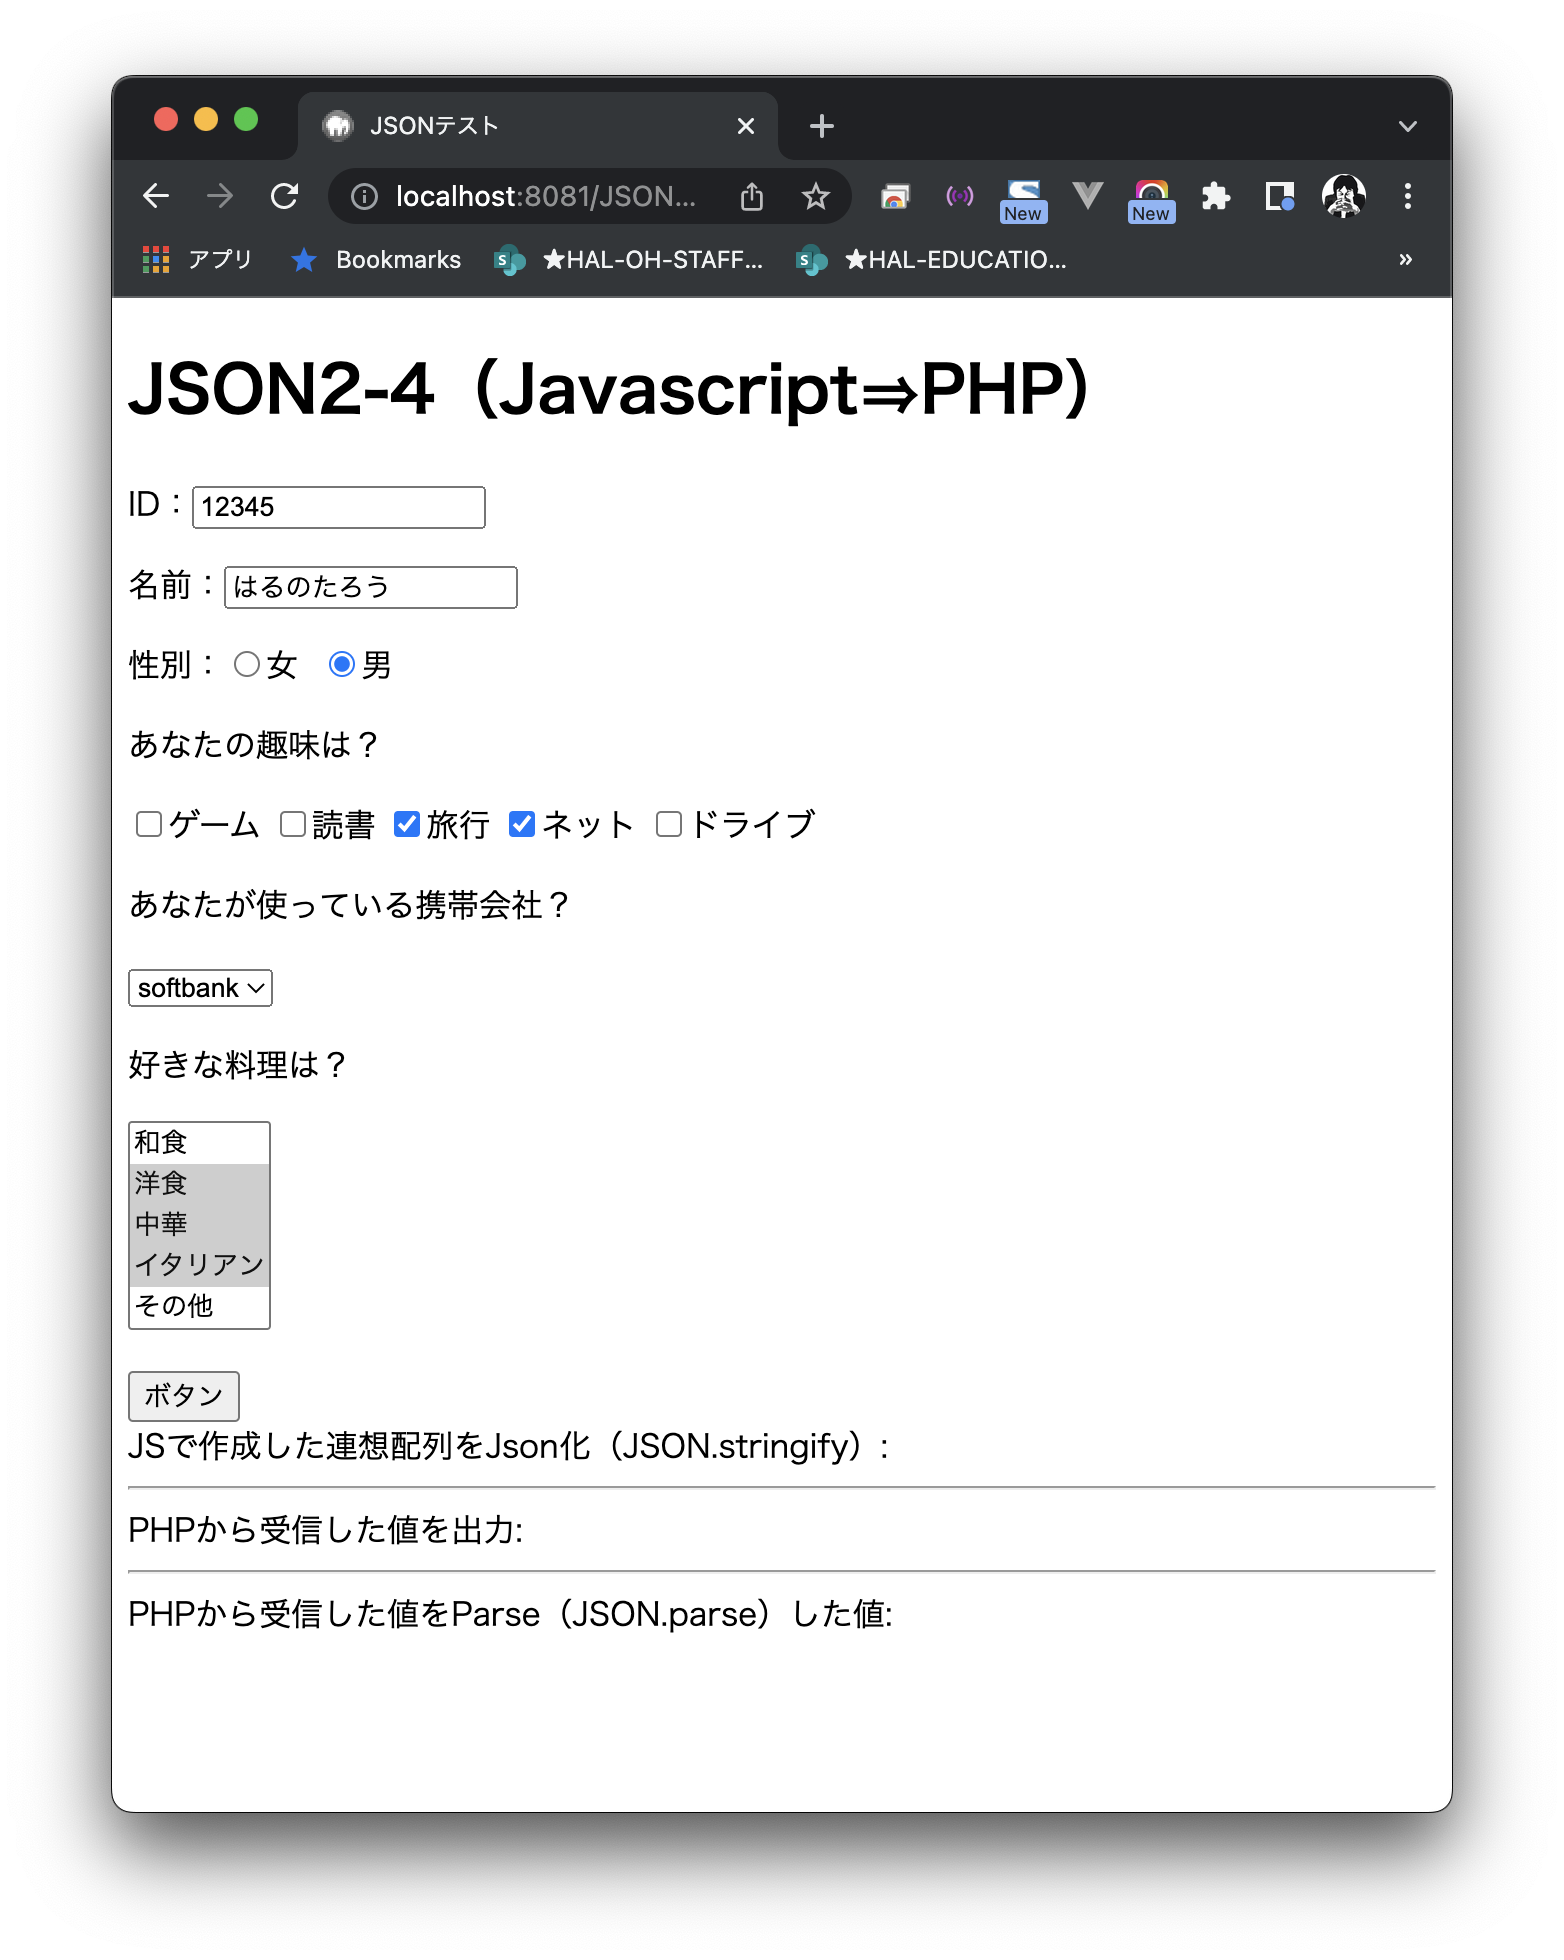 JSONテスト
localhost:8081/JSON...
New
New
アプリ
Bookmarks
★HAL-OH-STAFF...
★HAL-EDUCATIO...
»
JSON2-4（Javascript⇒PHP）
ID：12345
名前：はるのたろう
性別：女 男
あなたの趣味は？
ゲーム 読書 旅行 ネット ドライブ
あなたが使っている携帯会社？
softbank
好きな料理は？
和食
洋食
中華
イタリアン
その他
ボタン
JSで作成した連想配列をJson化（JSON.stringify）:
PHPから受信した値を出力:
PHPから受信した値をParse（JSON.parse）した値: